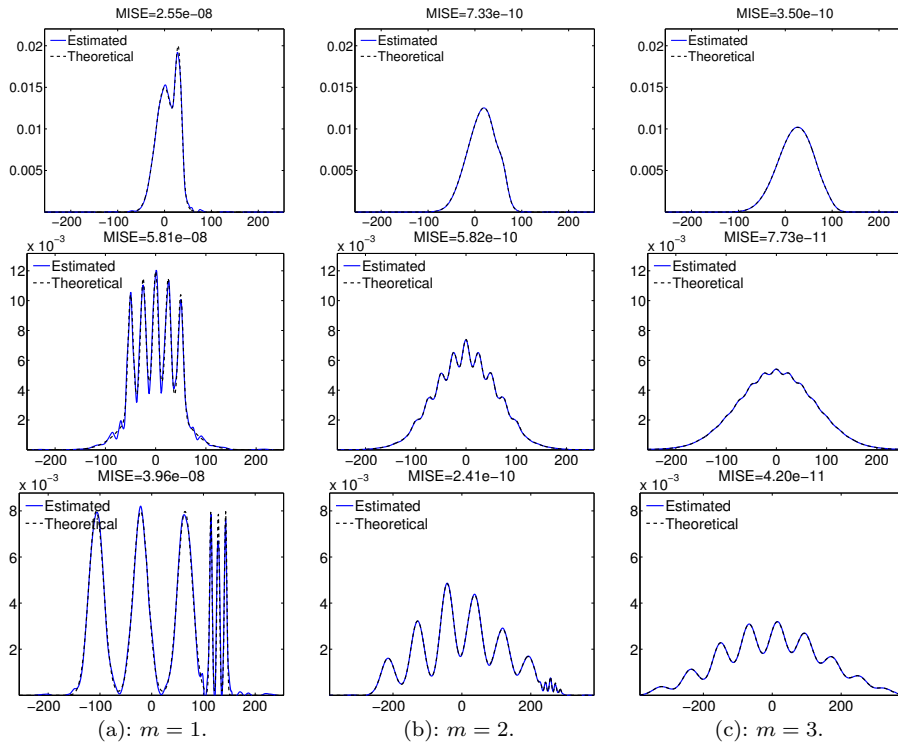 MISE=2.55e−08
0.02
0.015
0.01
0.005
Estimated
Theoretical
−200 −100 0 100 200
MISE=7.33e−10
0.02
0.015
0.01
0.005
Estimated
Theoretical
−200 −100 0 100 200
MISE=3.50e−10
0.02
0.015
0.01
0.005
Estimated
Theoretical
−200 −100 0 100 200
x 10⁻³
MISE=5.81e−08
12
10
8
6
4
2
Estimated
Theoretical
−200 −100 0 100 200
x 10⁻³
MISE=5.82e−10
12
10
8
6
4
2
Estimated
Theoretical
−200 −100 0 100 200
x 10⁻³
MISE=7.73e−11
12
10
8
6
4
2
Estimated
Theoretical
−200 −100 0 100 200
x 10⁻³
MISE=3.96e−08
8
6
4
2
Estimated
Theoretical
−200 −100 0 100 200
x 10⁻³
MISE=2.41e−10
8
6
4
2
Estimated
Theoretical
−200 0 200
x 10⁻³
MISE=4.20e−11
8
6
4
2
Estimated
Theoretical
−200 0 200
(a): m = 1.
(b): m = 2.
(c): m = 3.